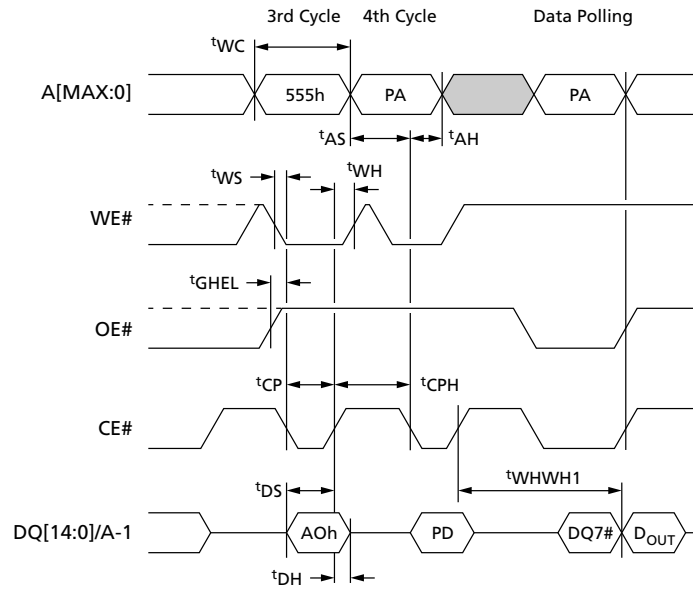 3rd Cycle 4th Cycle Data Polling
tWC
A[MAX:0] 555h PA PA
tAS tAH
tWS tWH
WE#
tGHEL
OE#
tCP tCPH
CE#
tWHWH1
tDS
DQ[14:0]/A-1 AOh PD DQ7# DOUT
tDH